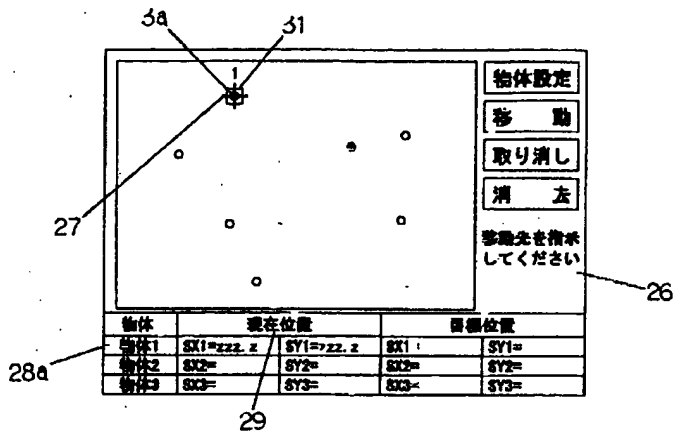 3a 31
1
物体設定
移 動
取り消し
消 去
27
移動先を指示
してください
26
物体 現在位置 目標位置
28a
物体1 SX1=zzz.z SY1=zzz.z SX1 SY1=
物体2 SX2= SY2= SX2= SY2=
物体3 SX3= SY3= SX3= SY3=
29